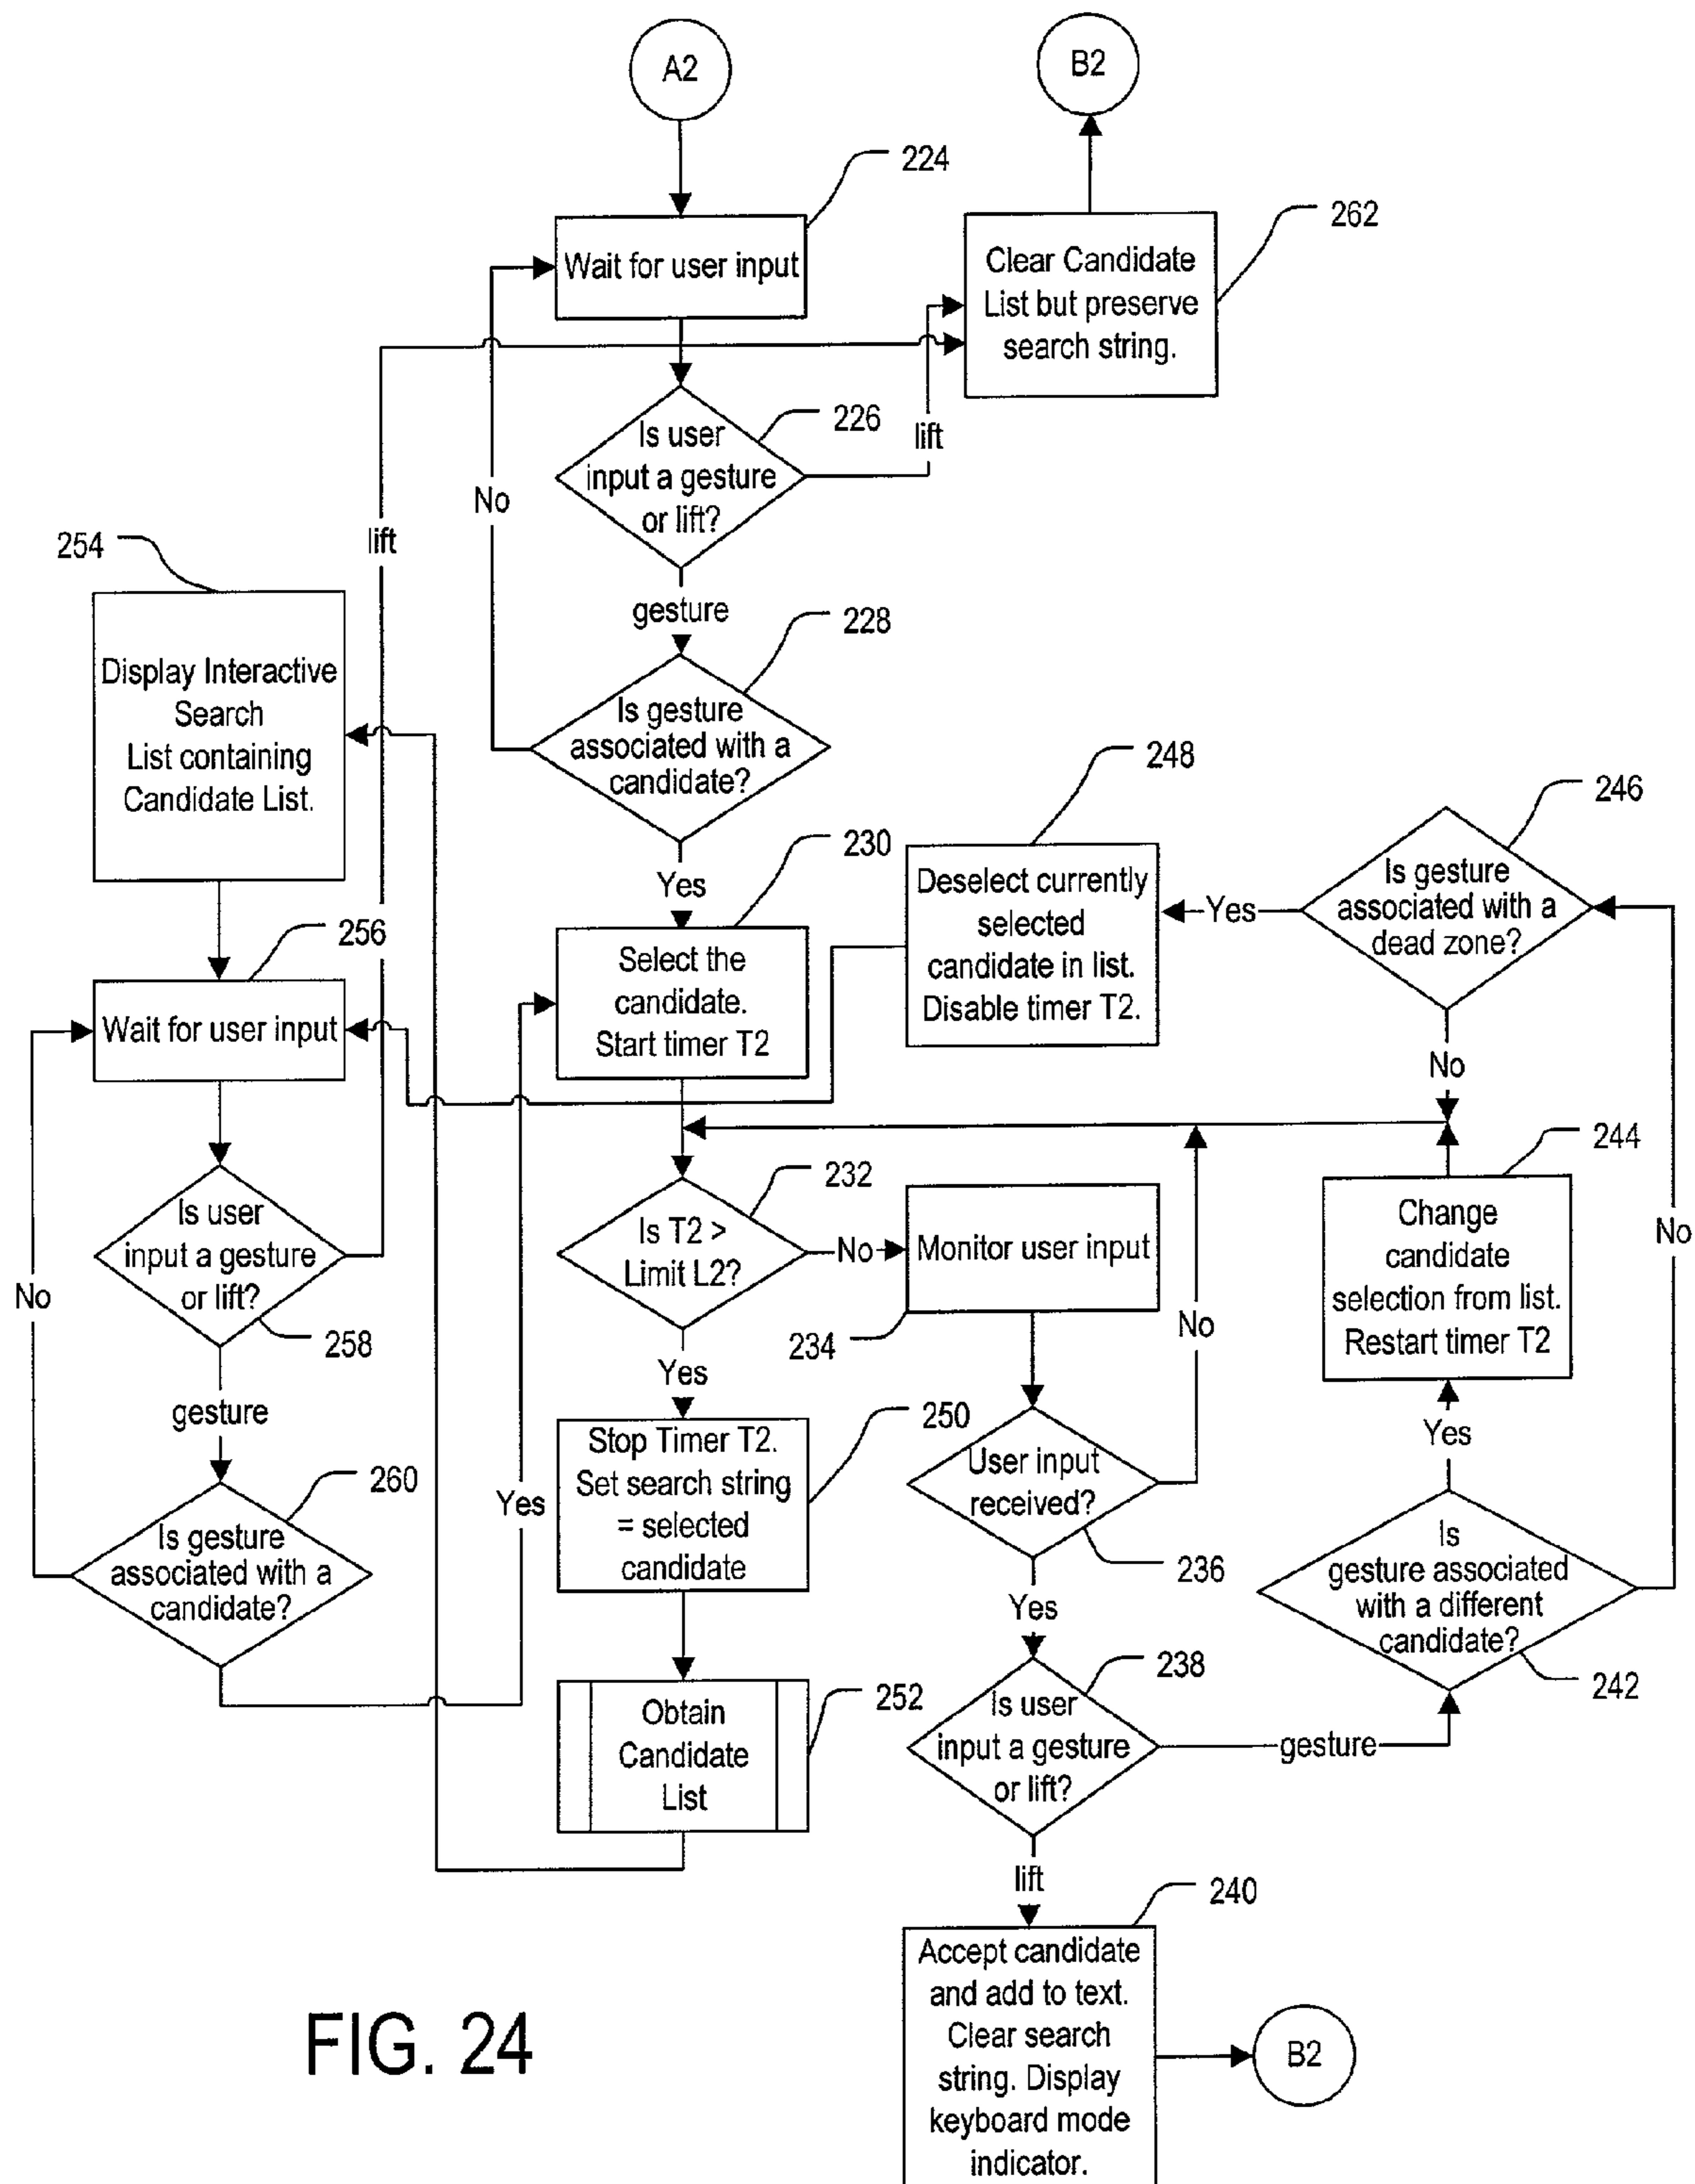 A2
B2
224
Wait for user input
262
Clear Candidate
List but preserve
search string.
226
Is user
input a gesture
or lift?
lift
No
lift
254
gesture
228
Display Interactive
Search
List containing
Candidate List.
Is gesture
associated with a
candidate?
248
246
230
Yes
Deselect currently
selected
candidate in list.
Disable timer T2.
Yes
Is gesture
associated with a
dead zone?
256
Select the
candidate.
Start timer T2
Wait for user input
No
244
232
Is user
input a gesture
or lift?
Is T2 >
Limit L2?
No
Monitor user input
Change
candidate
selection from list.
Restart timer T2
No
No
No
258
234
Yes
gesture
250
Yes
Stop Timer T2.
Set search string
= selected
candidate
User input
received?
260
Yes
Is gesture
associated with a
candidate?
236
Is
gesture associated
with a different
candidate?
Yes
238
242
252
Obtain
Candidate
List
Is user
input a gesture
or lift?
gesture
lift
240
Accept candidate
and add to text.
Clear search
string. Display
keyboard mode
indicator.
B2
FIG. 24